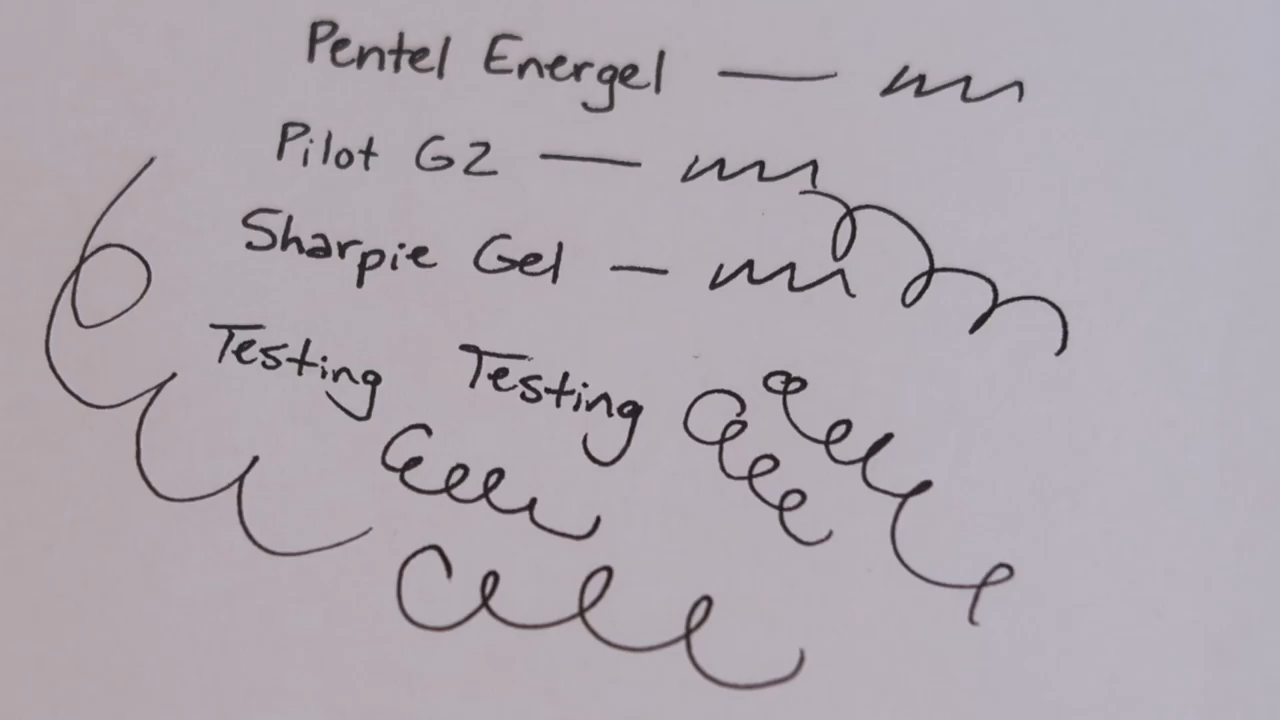 Pentel Energel —
Pilot G2 —
Sharpie Gel —
Testing Testing